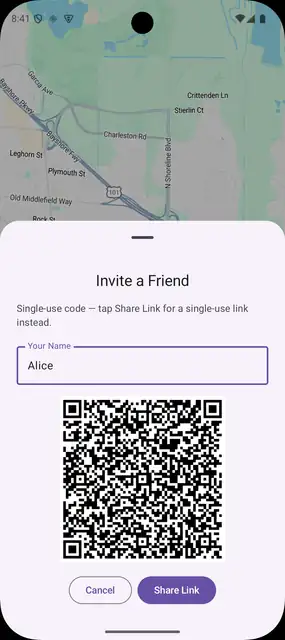 8:41
Garcia Ave
Crittenden Ln
Stierlin Ct
Bayshore Pkwy
Charleston Rd
Bayshore Fwy
Leghorn St
N Shoreline Blvd
Plymouth St
101
Old Middlefield Way
Rock St
Invite a Friend
Single-use code — tap Share Link for a single-use link
instead.
Your Name
Alice
Cancel
Share Link